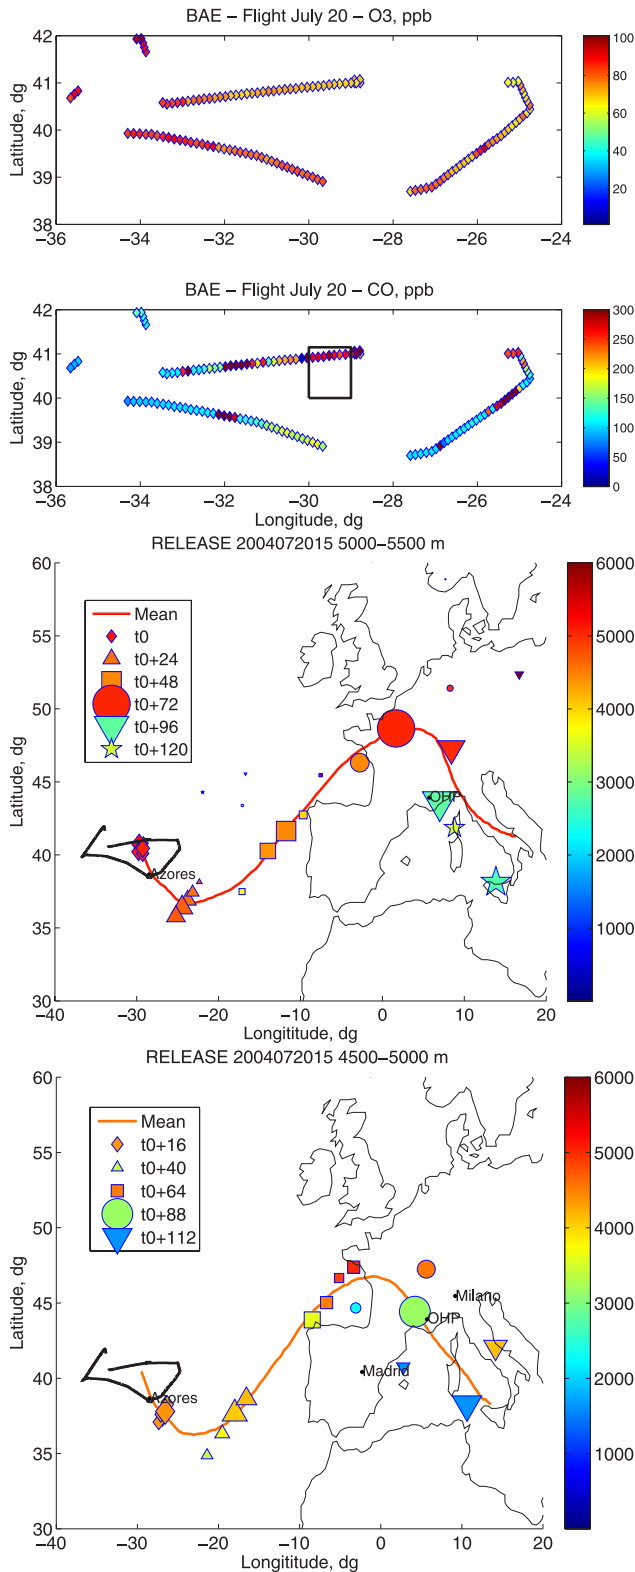 BAE – Flight July 20 – O3, ppb
42
41
40
39
38
Latitude, dg
−36
−34
−32
−30
−28
−26
−24
100
80
60
40
20
BAE – Flight July 20 – CO, ppb
42
41
40
39
38
Latitude, dg
−36
−34
−32
−30
−28
−26
−24
Longitude, dg
300
250
200
150
100
50
0
RELEASE 2004072015 5000−5500 m
60
55
50
45
40
35
30
Latitude, dg
Mean
t0
t0+24
t0+48
t0+72
t0+96
t0+120
OHP
Azores
−40
−30
−20
−10
0
10
20
Longtitude, dg
6000
5000
4000
3000
2000
1000
0
RELEASE 2004072015 4500−5000 m
60
55
50
45
40
35
30
Latitude, dg
Mean
t0+16
t0+40
t0+64
t0+88
t0+112
Milano
OHP
Madrid
Azores
−40
−30
−20
−10
0
10
20
Longtitude, dg
6000
5000
4000
3000
2000
1000
0